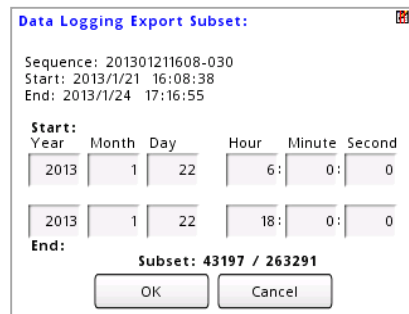 Data Logging Export Subset:
Sequence: 201301211608-030
Start: 2013/1/21 16:08:38
End: 2013/1/24 17:16:55
Start:
Year Month Day Hour Minute Second
2013 1 22 6: 0: 0
2013 1 22 18: 0: 0
End:
Subset: 43197 / 263291
OK Cancel